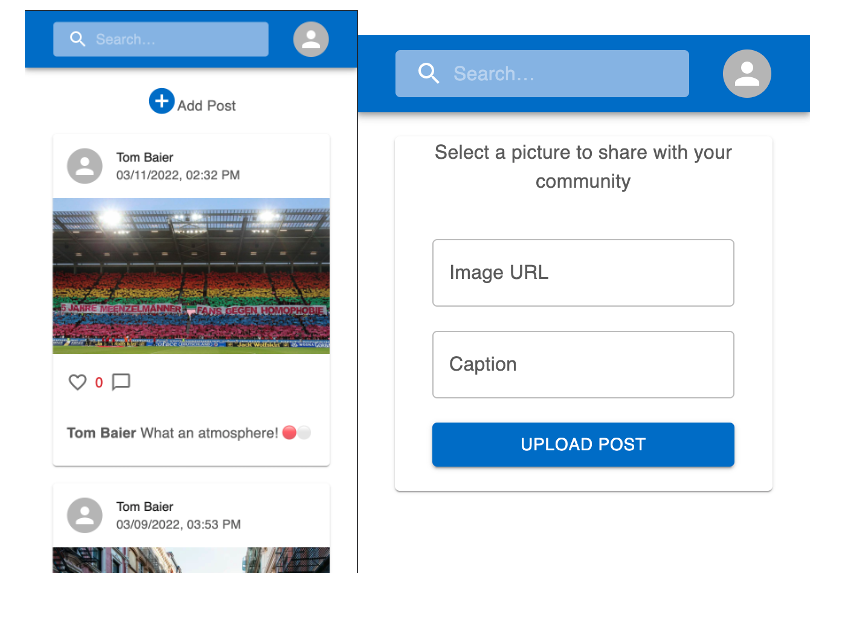 Search...
Add Post
Tom Baier
03/11/2022, 02:32 PM
5 JAHRE MEENZELMÄNNER FANS GEGEN HOMOPHOBIE
Jack Wolfskin
0
Tom Baier What an atmosphere! 🔴⚪
Tom Baier
03/09/2022, 03:53 PM
Search...
Select a picture to share with your
community
Image URL
Caption
UPLOAD POST